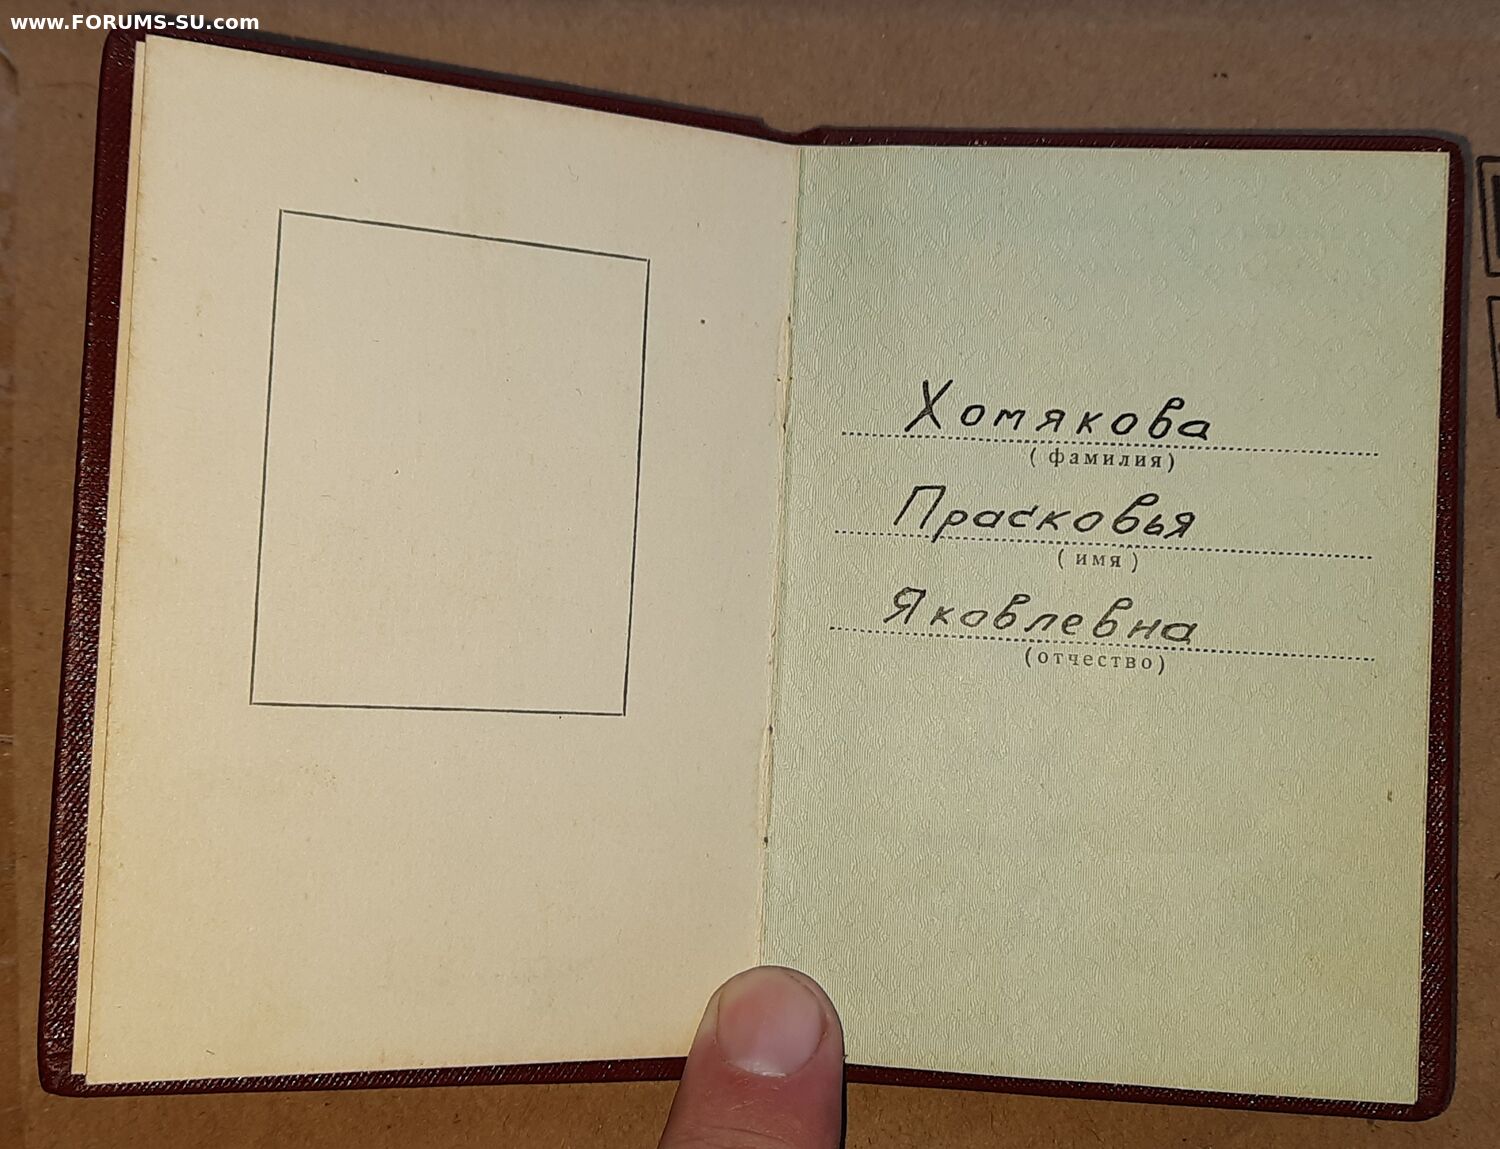 www.FORUMS-SU.com
Хомякова
(фамилия)
Прасковья
(имя)
Яковлевна
(отчество)